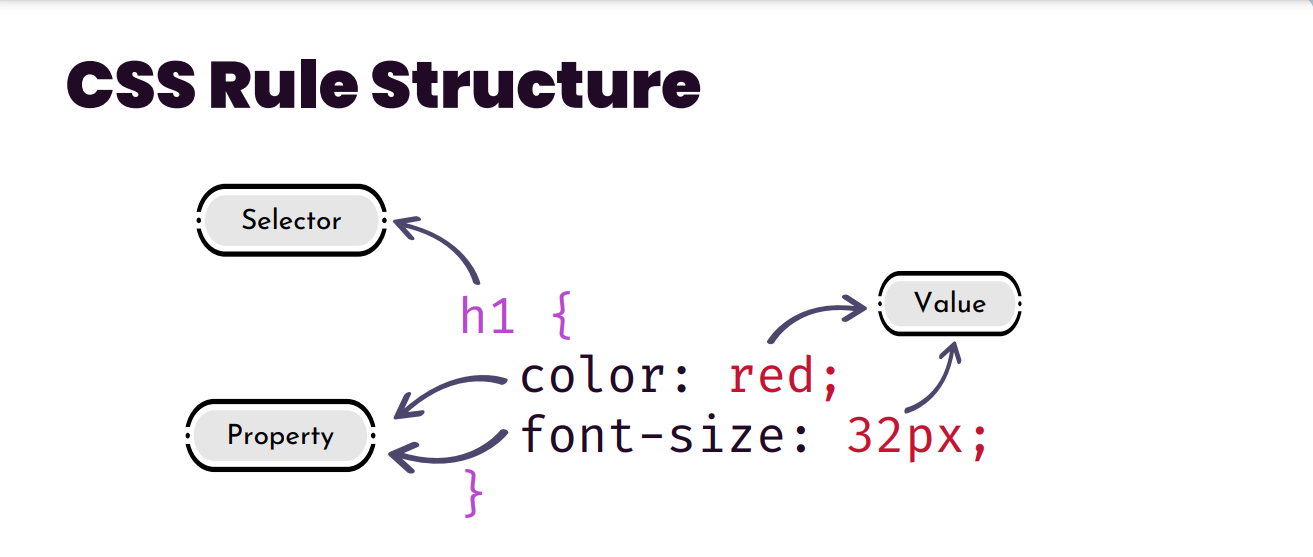 CSS Rule Structure
Selector
h1 {
Value
color: red;
font-size: 32px;
Property
}